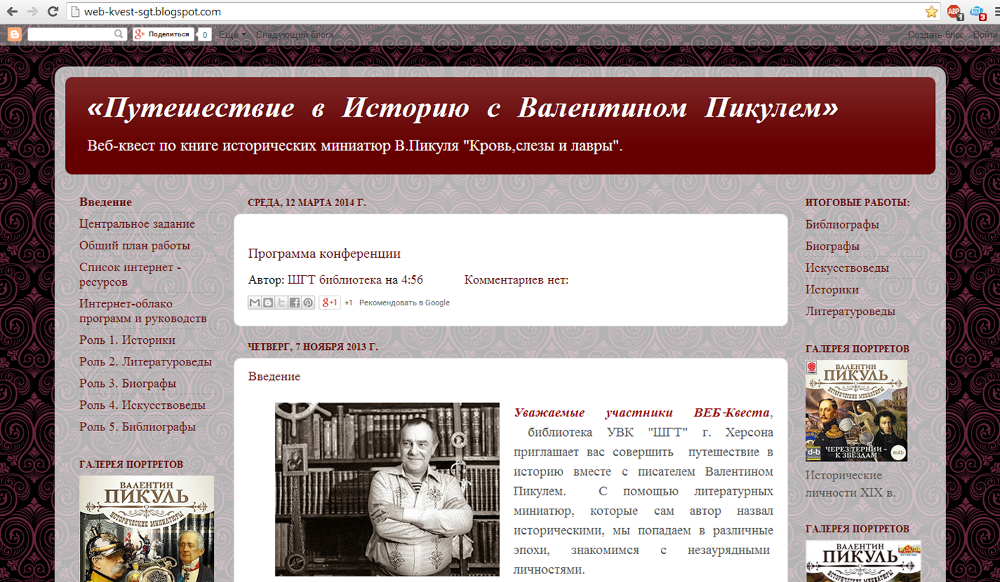 web-kvest-sgt.blogspot.com
ABP 1 3
g+ Поделиться 0 Ещё Следующий блог» Создать блог Войти
«Путешествие в Историю с Валентином Пикулем»
Веб-квест по книге исторических миниатюр В.Пикуля "Кровь,слезы и лавры".
Введение
Центральное задание
Общий план работы
Список интернет -
ресурсов
Интернет-облако
программ и руководств
Роль 1. Историки
Роль 2. Литературоведы
Роль 3. Биографы
Роль 4. Искусствоведы
Роль 5. Библиографы
ГАЛЕРЕЯ ПОРТРЕТОВ
ВАЛЕНТИН
ПИКУЛЬ
ИСТОРИЧЕСКИЕ МИНИАТЮРЫ
СРЕДА, 12 МАРТА 2014 Г.
Программа конференции
Автор: ШГТ библиотека на 4:56 Комментариев нет:
g+1 +1 Рекомендовать в Google
ЧЕТВЕРГ, 7 НОЯБРЯ 2013 Г.
Введение
Уважаемые участники ВЕБ-Квеста,
библиотека УВК "ШГТ" г. Херсона
приглашает вас совершить путешествие в
историю вместе с писателем Валентином
Пикулем. С помощью литературных
миниатюр, которые сам автор назвал
историческими, мы попадаем в различные
эпохи, знакомимся с незаурядными
личностями.
ИТОГОВЫЕ РАБОТЫ:
Библиографы
Биографы
Искусствоведы
Историки
Литературоведы
ГАЛЕРЕЯ ПОРТРЕТОВ
ВАЛЕНТИН
ПИКУЛЬ
ИСТОРИЧЕСКИЕ МИНИАТЮРЫ
ЧЕРЕЗ ТЕРНИИ -
К ЗВЁЗДАМ
d-b
m4b
Исторические
личности XIX в.
ГАЛЕРЕЯ ПОРТРЕТОВ
ВАЛЕНТИН
ПИКУЛЬ